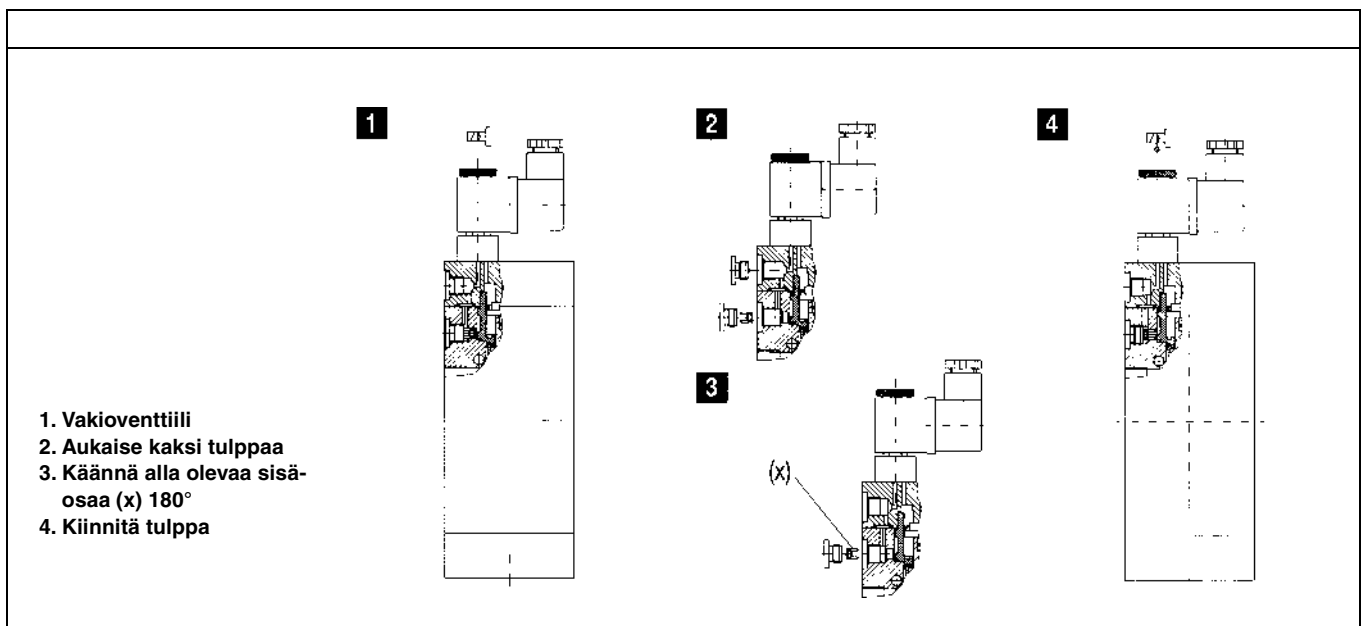 1
2
4
3
(x)
1. Vakioventtiili
2. Aukaise kaksi tulppaa
3. Käännä alla olevaa sisä-
osaa (x) 180°
4. Kiinnitä tulppa